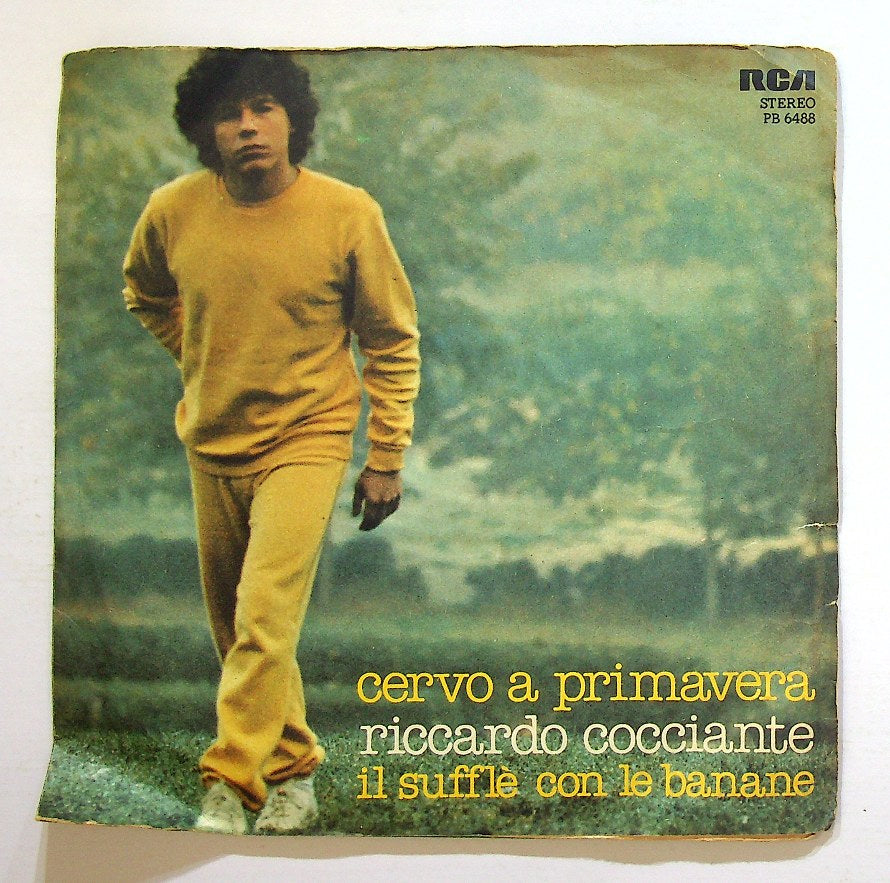 RCA
STEREO
PB 6488
cervo a primavera
riccardo cocciante
il sufflè con le banane